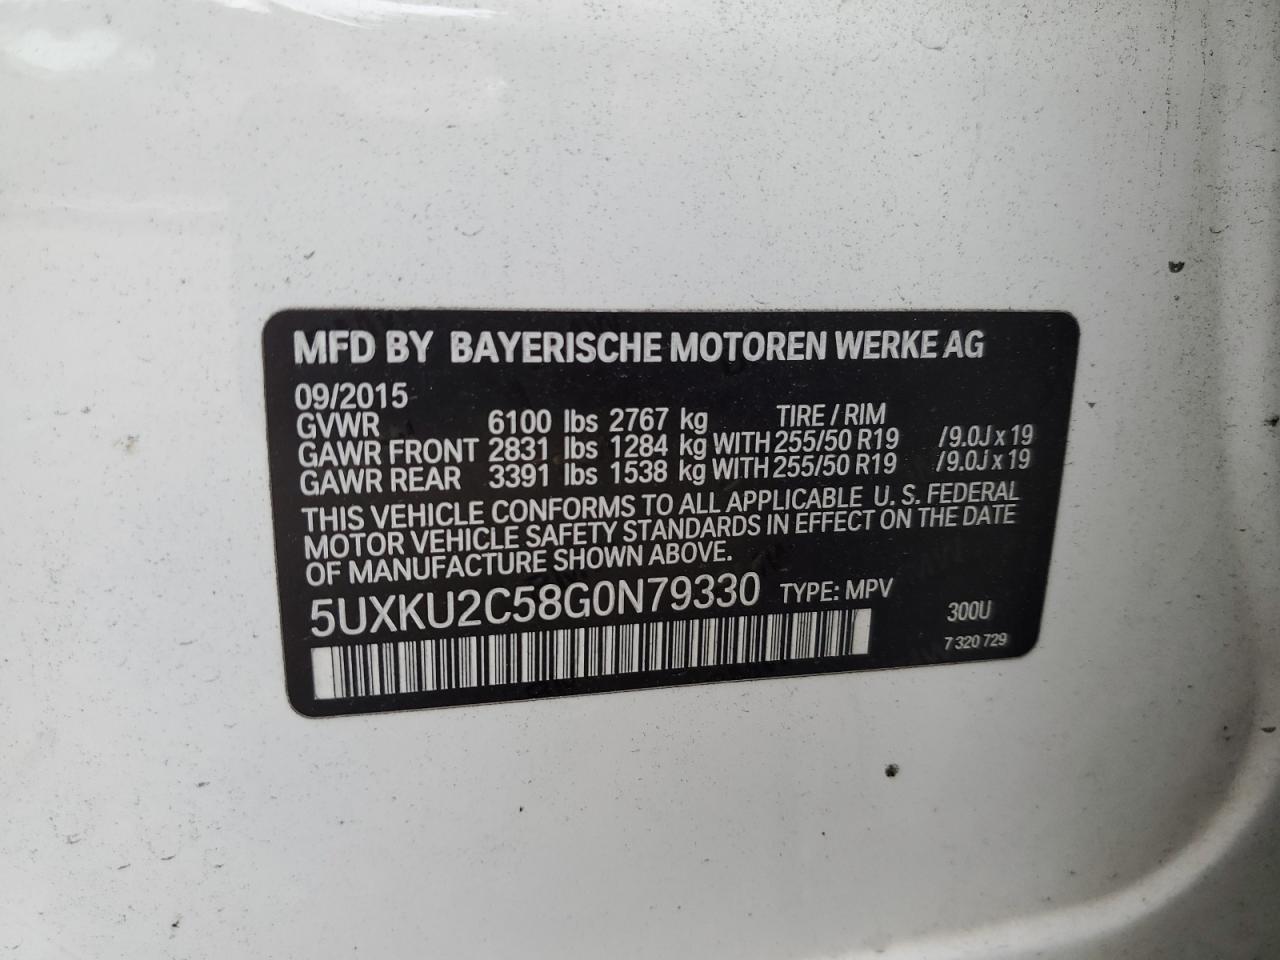 MFD BY BAYERISCHE MOTOREN WERKE AG
09/2015
GVWR 6100 lbs 2767 kg TIRE / RIM
GAWR FRONT 2831 lbs 1284 kg WITH 255/50 R19 /9.0J x 19
GAWR REAR 3391 lbs 1538 kg WITH 255/50 R19 /9.0J x 19
THIS VEHICLE CONFORMS TO ALL APPLICABLE U. S. FEDERAL
MOTOR VEHICLE SAFETY STANDARDS IN EFFECT ON THE DATE
OF MANUFACTURE SHOWN ABOVE.
5UXKU2C58G0N79330 TYPE: MPV
300U
7 320 729